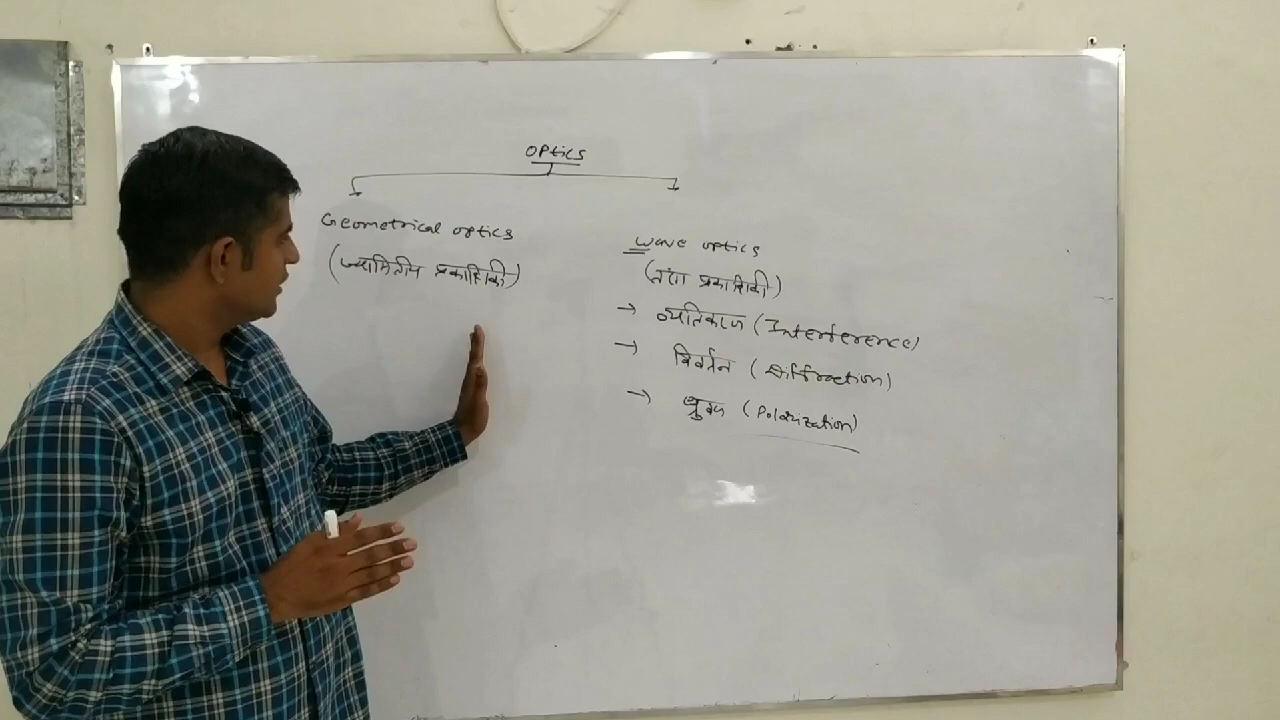 Optics
Geometrical optics
(ज्यामितीय प्रकाशिकी)
Wave optics
(तरंग प्रकाशिकी)
→ व्यतिकरण (Interference)
→ विवर्तन (Diffraction)
→ ध्रुवण (Polarization)